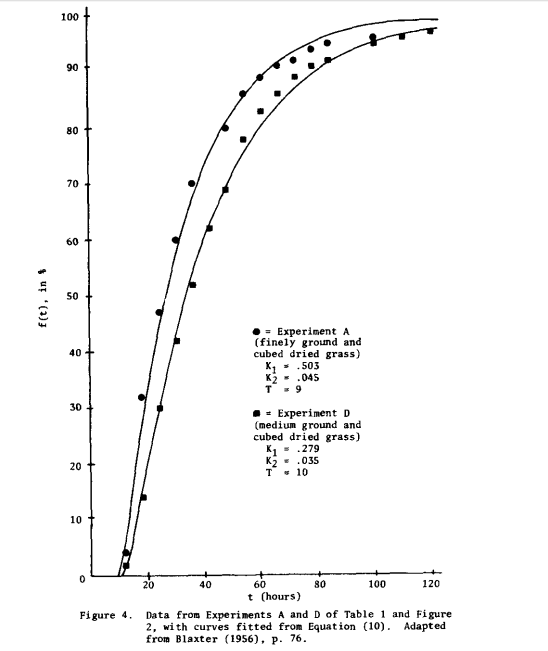 100
90
80
70
60
50
40
30
20
10
0
f(t), in %
20 40 60 80 100 120
t (hours)
● = Experiment A
(finely ground and
cubed dried grass)
K1 = .503
K2 = .045
T = 9
■ = Experiment D
(medium ground and
cubed dried grass)
K1 = .279
K2 = .035
T = 10
Figure 4. Data from Experiments A and D of Table 1 and Figure
2, with curves fitted from Equation (10). Adapted
from Blaxter (1956), p. 76.